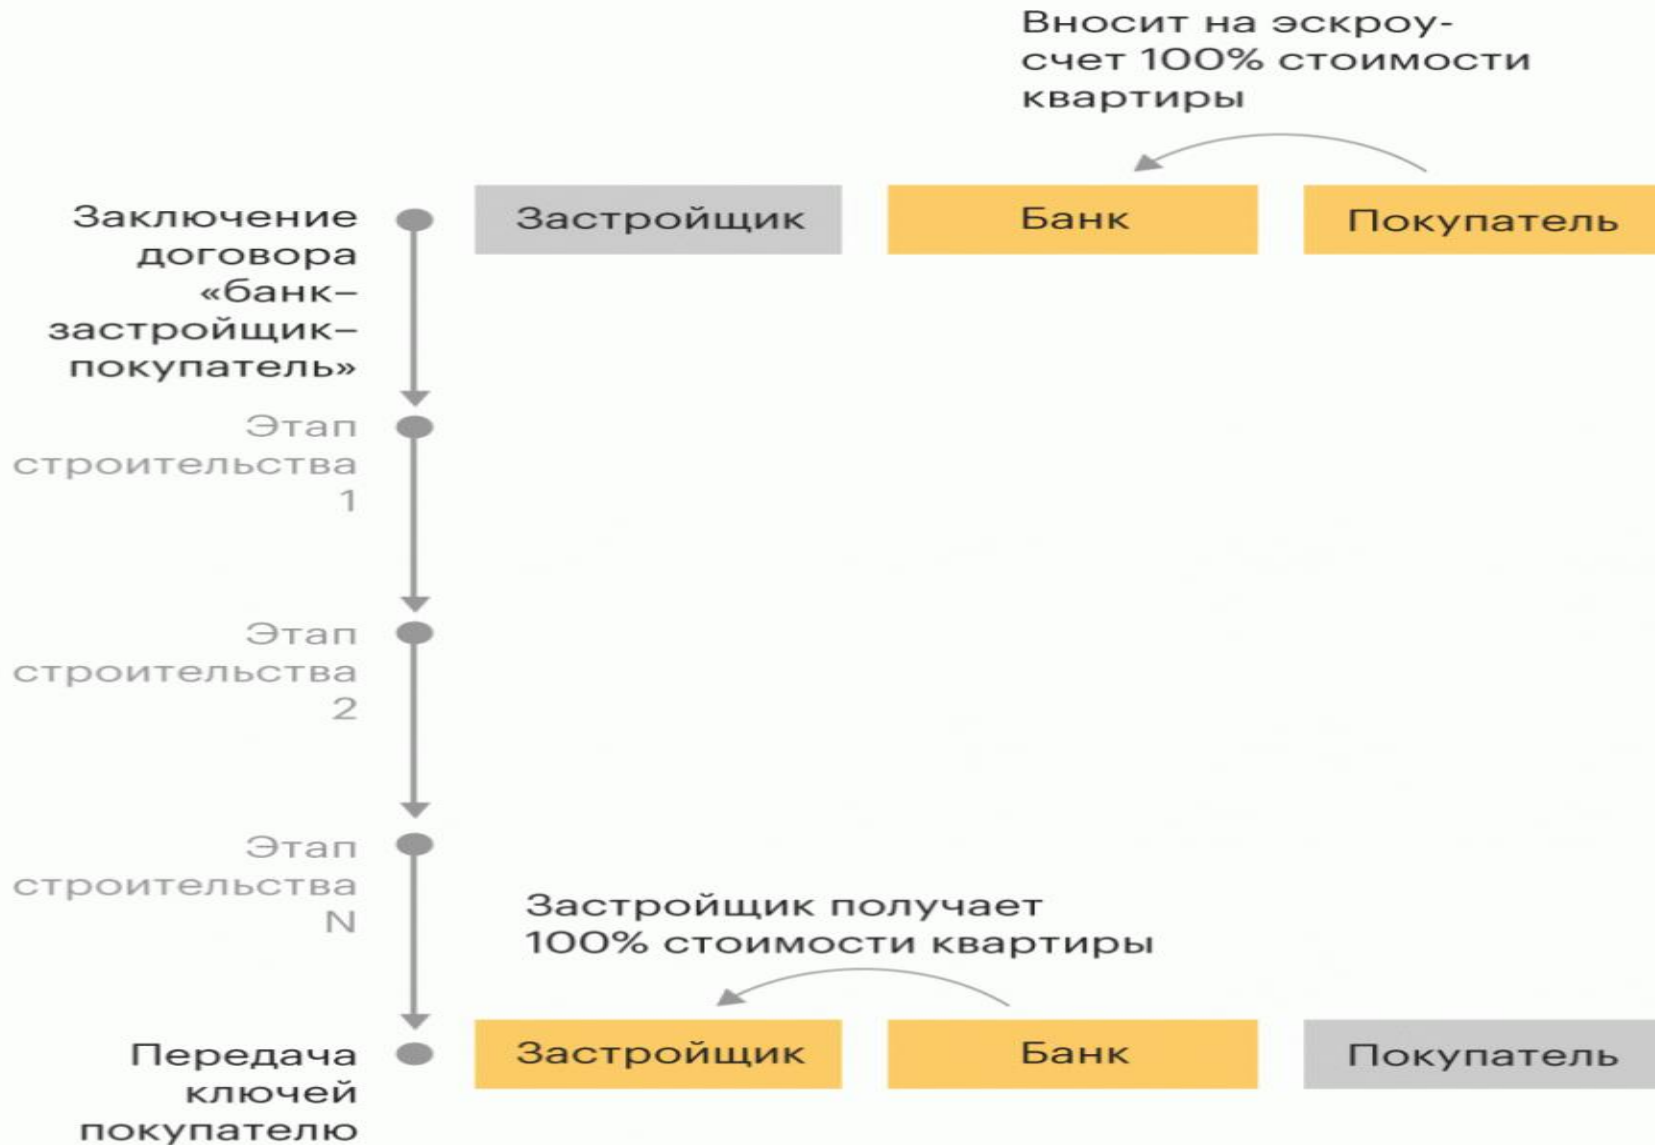 Вносит на эскроу-
счет 100% стоимости
квартиры
Заключение
договора
«банк–
застройщик–
покупатель»
Застройщик
Банк
Покупатель
Этап
строительства
1
Этап
строительства
2
Этап
строительства
N
Застройщик получает
100% стоимости квартиры
Передача
ключей
покупателю
Застройщик
Банк
Покупатель